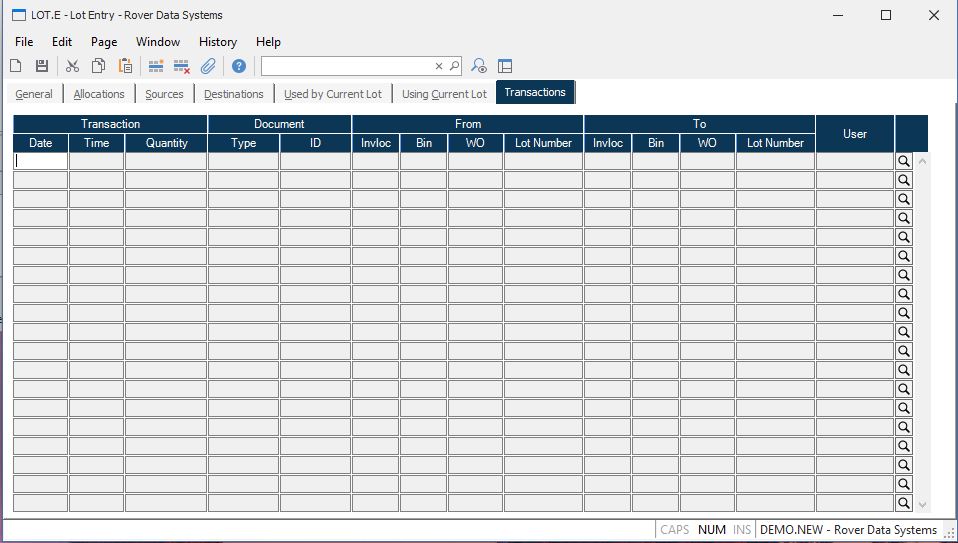 LOT.E - Lot Entry - Rover Data Systems
File Edit Page Window History Help
General Allocations Sources Destinations Used by Current Lot Using Current Lot Transactions
Transaction Document From To User
Date Time Quantity Type ID Invloc Bin WO Lot Number Invloc Bin WO Lot Number
CAPS NUM INS DEMO.NEW - Rover Data Systems